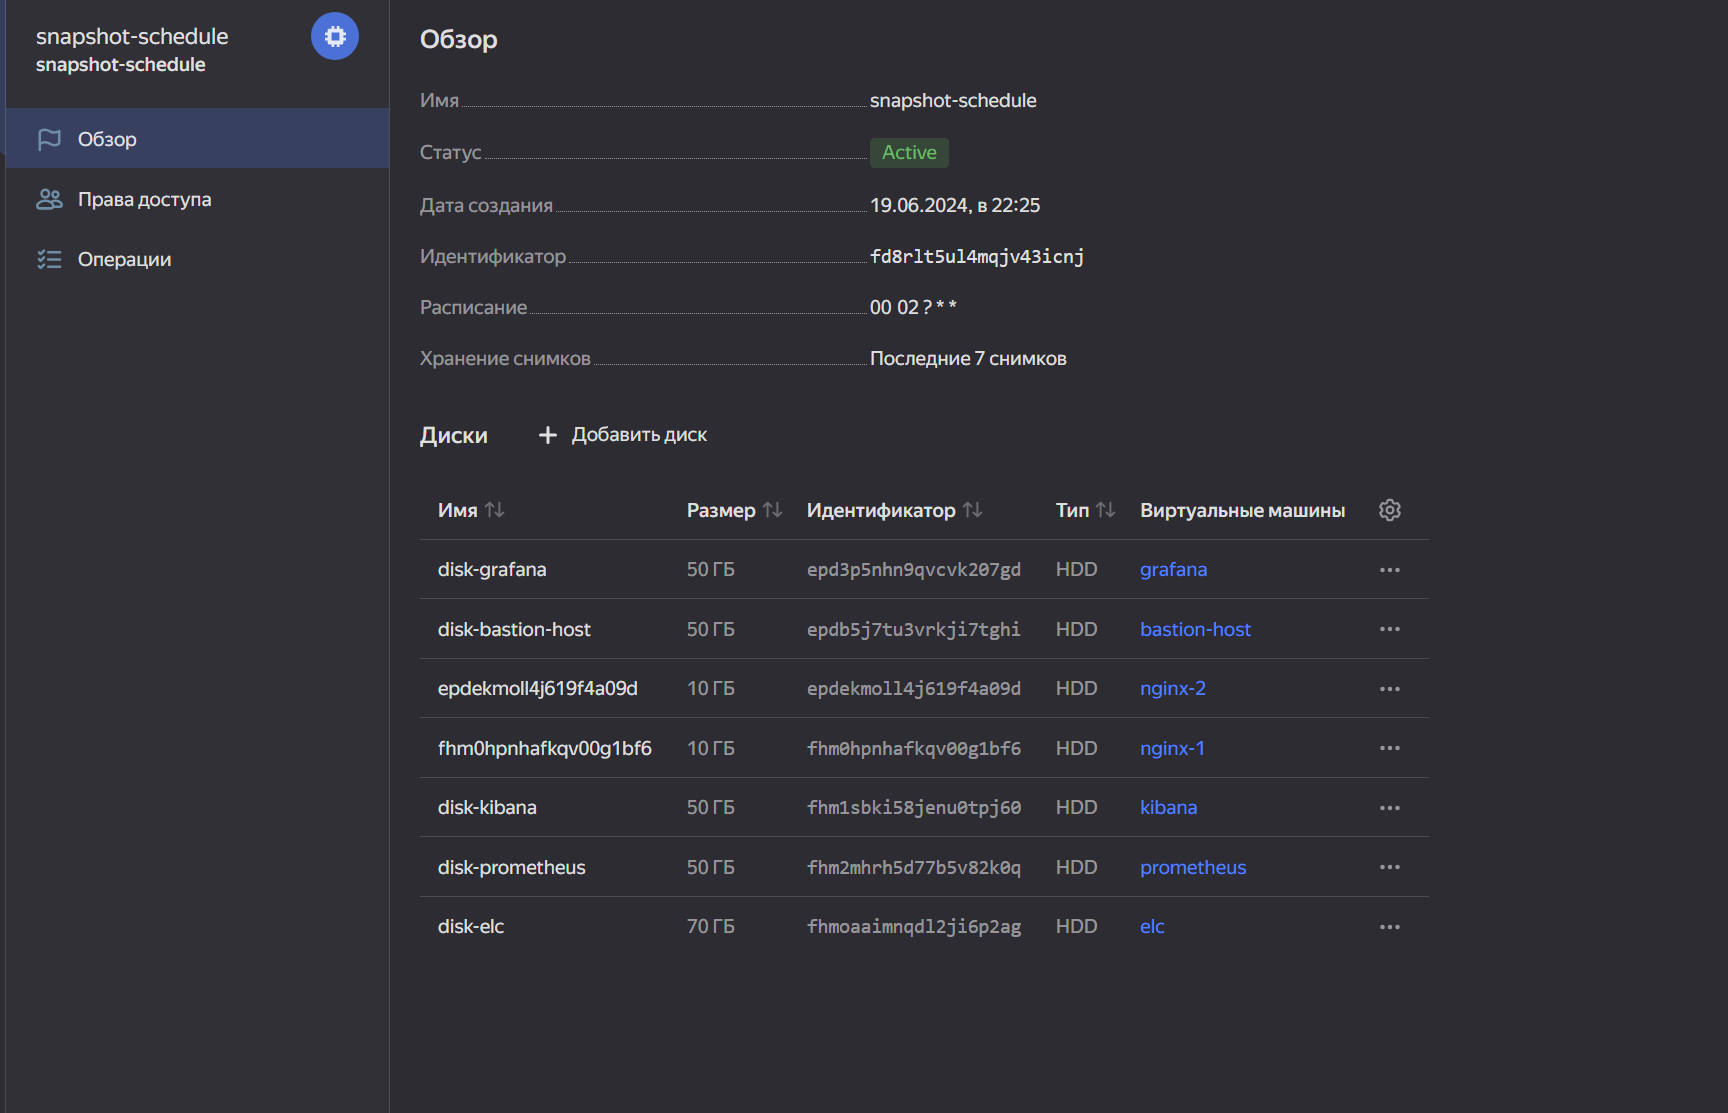 snapshot-schedule
snapshot-schedule
Обзор
Права доступа
Операции
Обзор
Имя snapshot-schedule
Статус Active
Дата создания 19.06.2024, в 22:25
Идентификатор fd8rlt5ul4mqjv43icnj
Расписание 00 02 ? * *
Хранение снимков Последние 7 снимков
Диски + Добавить диск
Имя Размер Идентификатор Тип Виртуальные машины
disk-grafana 50 ГБ epd3p5nhn9qvcvk207gd HDD grafana
disk-bastion-host 50 ГБ epdb5j7tu3vrkji7tghi HDD bastion-host
epdekmoll4j619f4a09d 10 ГБ epdekmoll4j619f4a09d HDD nginx-2
fhm0hpnhafkqv00g1bf6 10 ГБ fhm0hpnhafkqv00g1bf6 HDD nginx-1
disk-kibana 50 ГБ fhm1sbki58jenu0tpj60 HDD kibana
disk-prometheus 50 ГБ fhm2mhrh5d77b5v82k0q HDD prometheus
disk-elc 70 ГБ fhmoaaimnqdl2ji6p2ag HDD elc